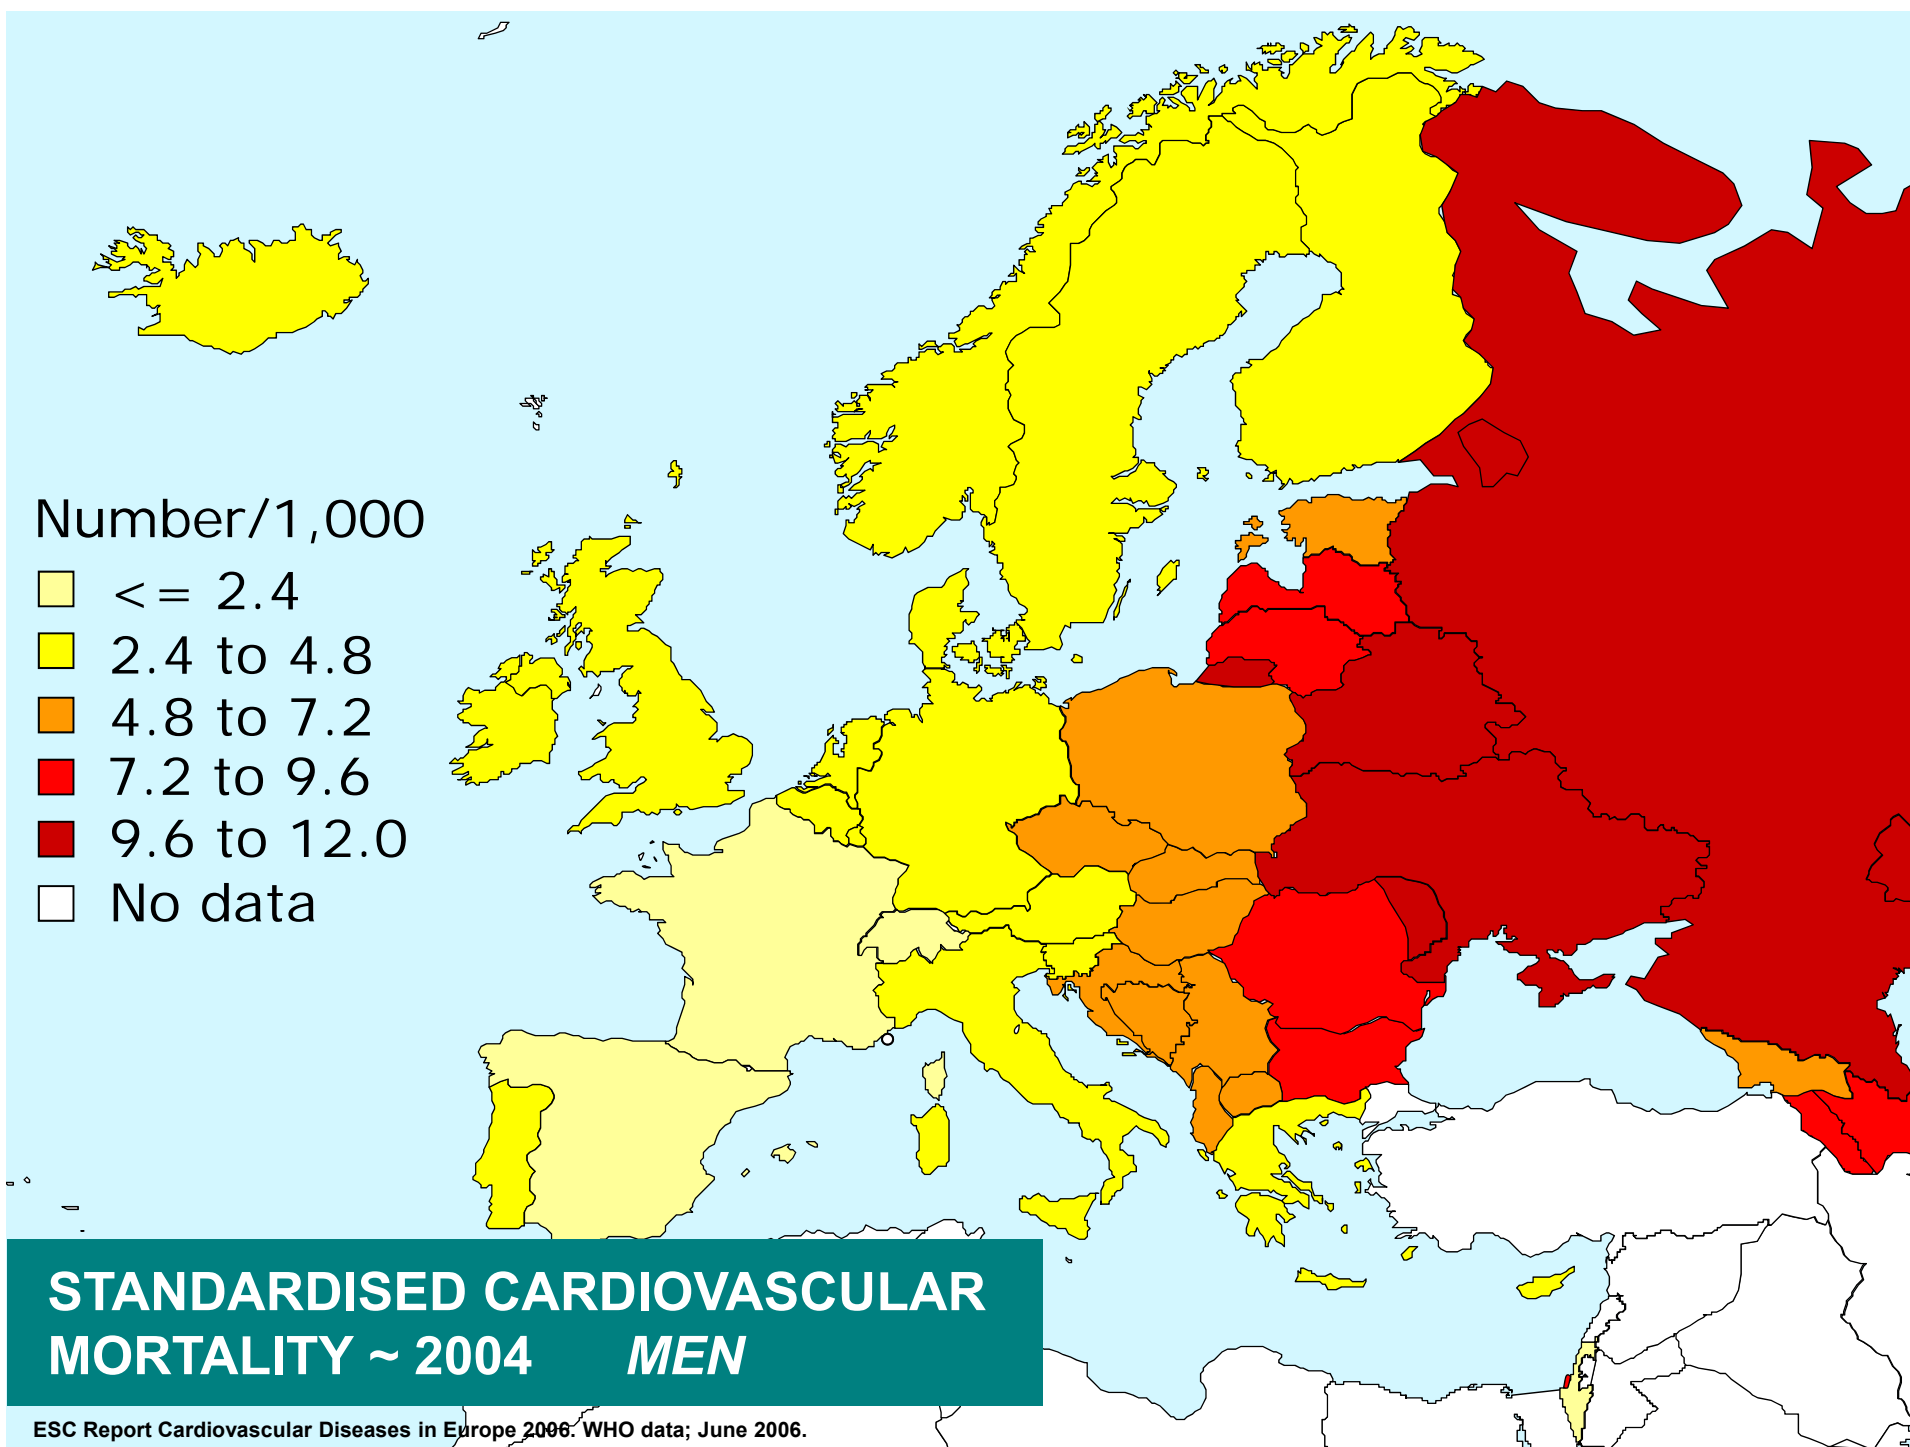 Number/1,000
<= 2.4
2.4 to 4.8
4.8 to 7.2
7.2 to 9.6
9.6 to 12.0
No data
STANDARDISED CARDIOVASCULAR
MORTALITY ~ 2004 MEN
ESC Report Cardiovascular Diseases in Europe 2006. WHO data; June 2006.